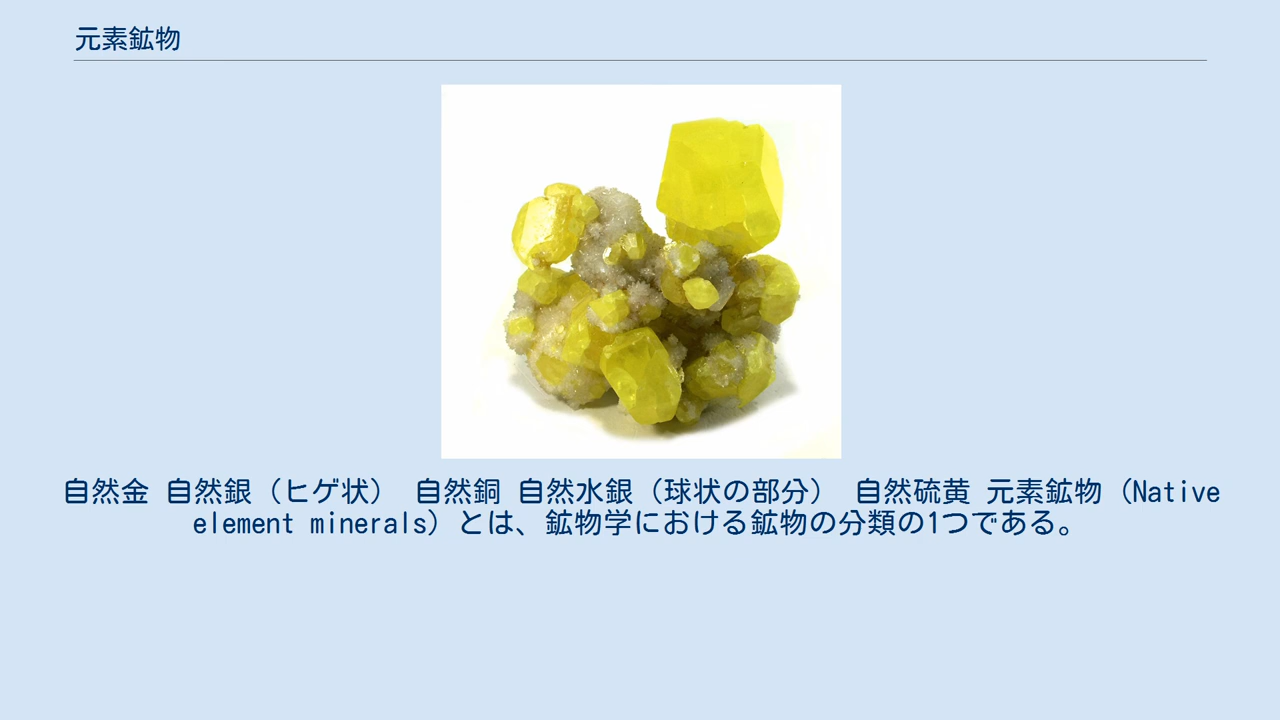 元素鉱物
自然金 自然銀（ヒゲ状） 自然銅 自然水銀（球状の部分） 自然硫黄 元素鉱物（Native
element minerals）とは、鉱物学における鉱物の分類の1つである。